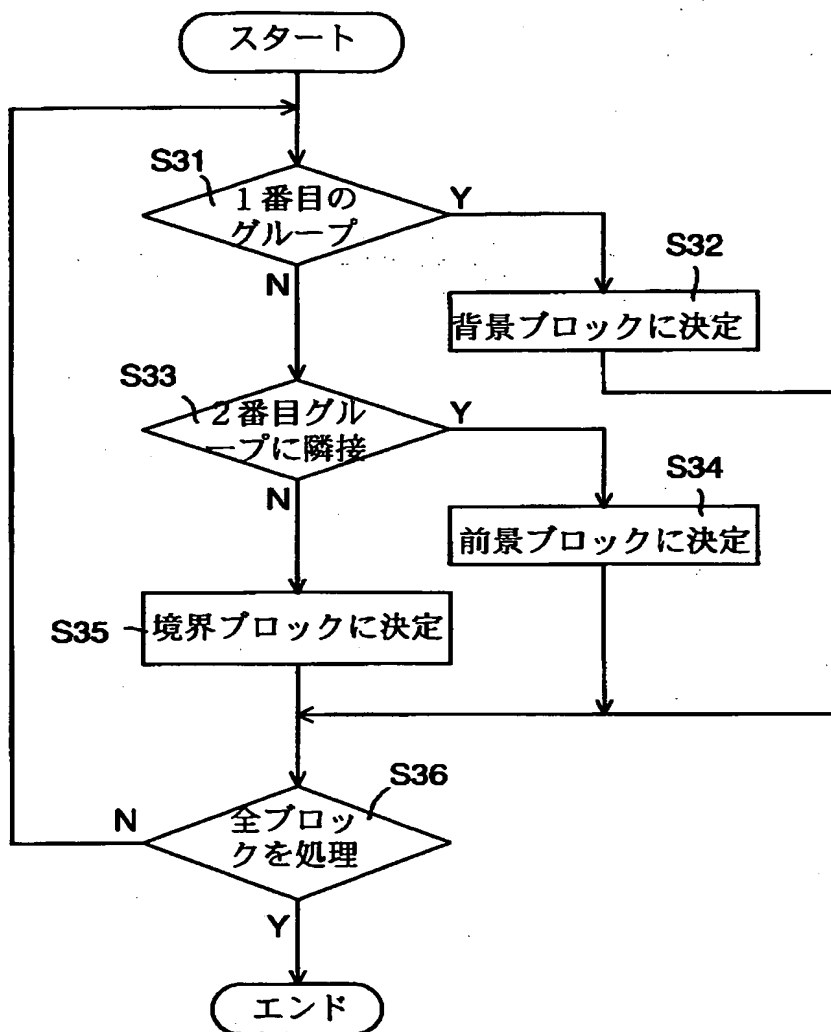 スタート
S31
1番目の
グループ
Y
N
S32
背景ブロックに決定
S33
2番目グル
ープに隣接
Y
N
S34
前景ブロックに決定
S35
境界ブロックに決定
S36
全ブロッ
クを処理
N
Y
エンド